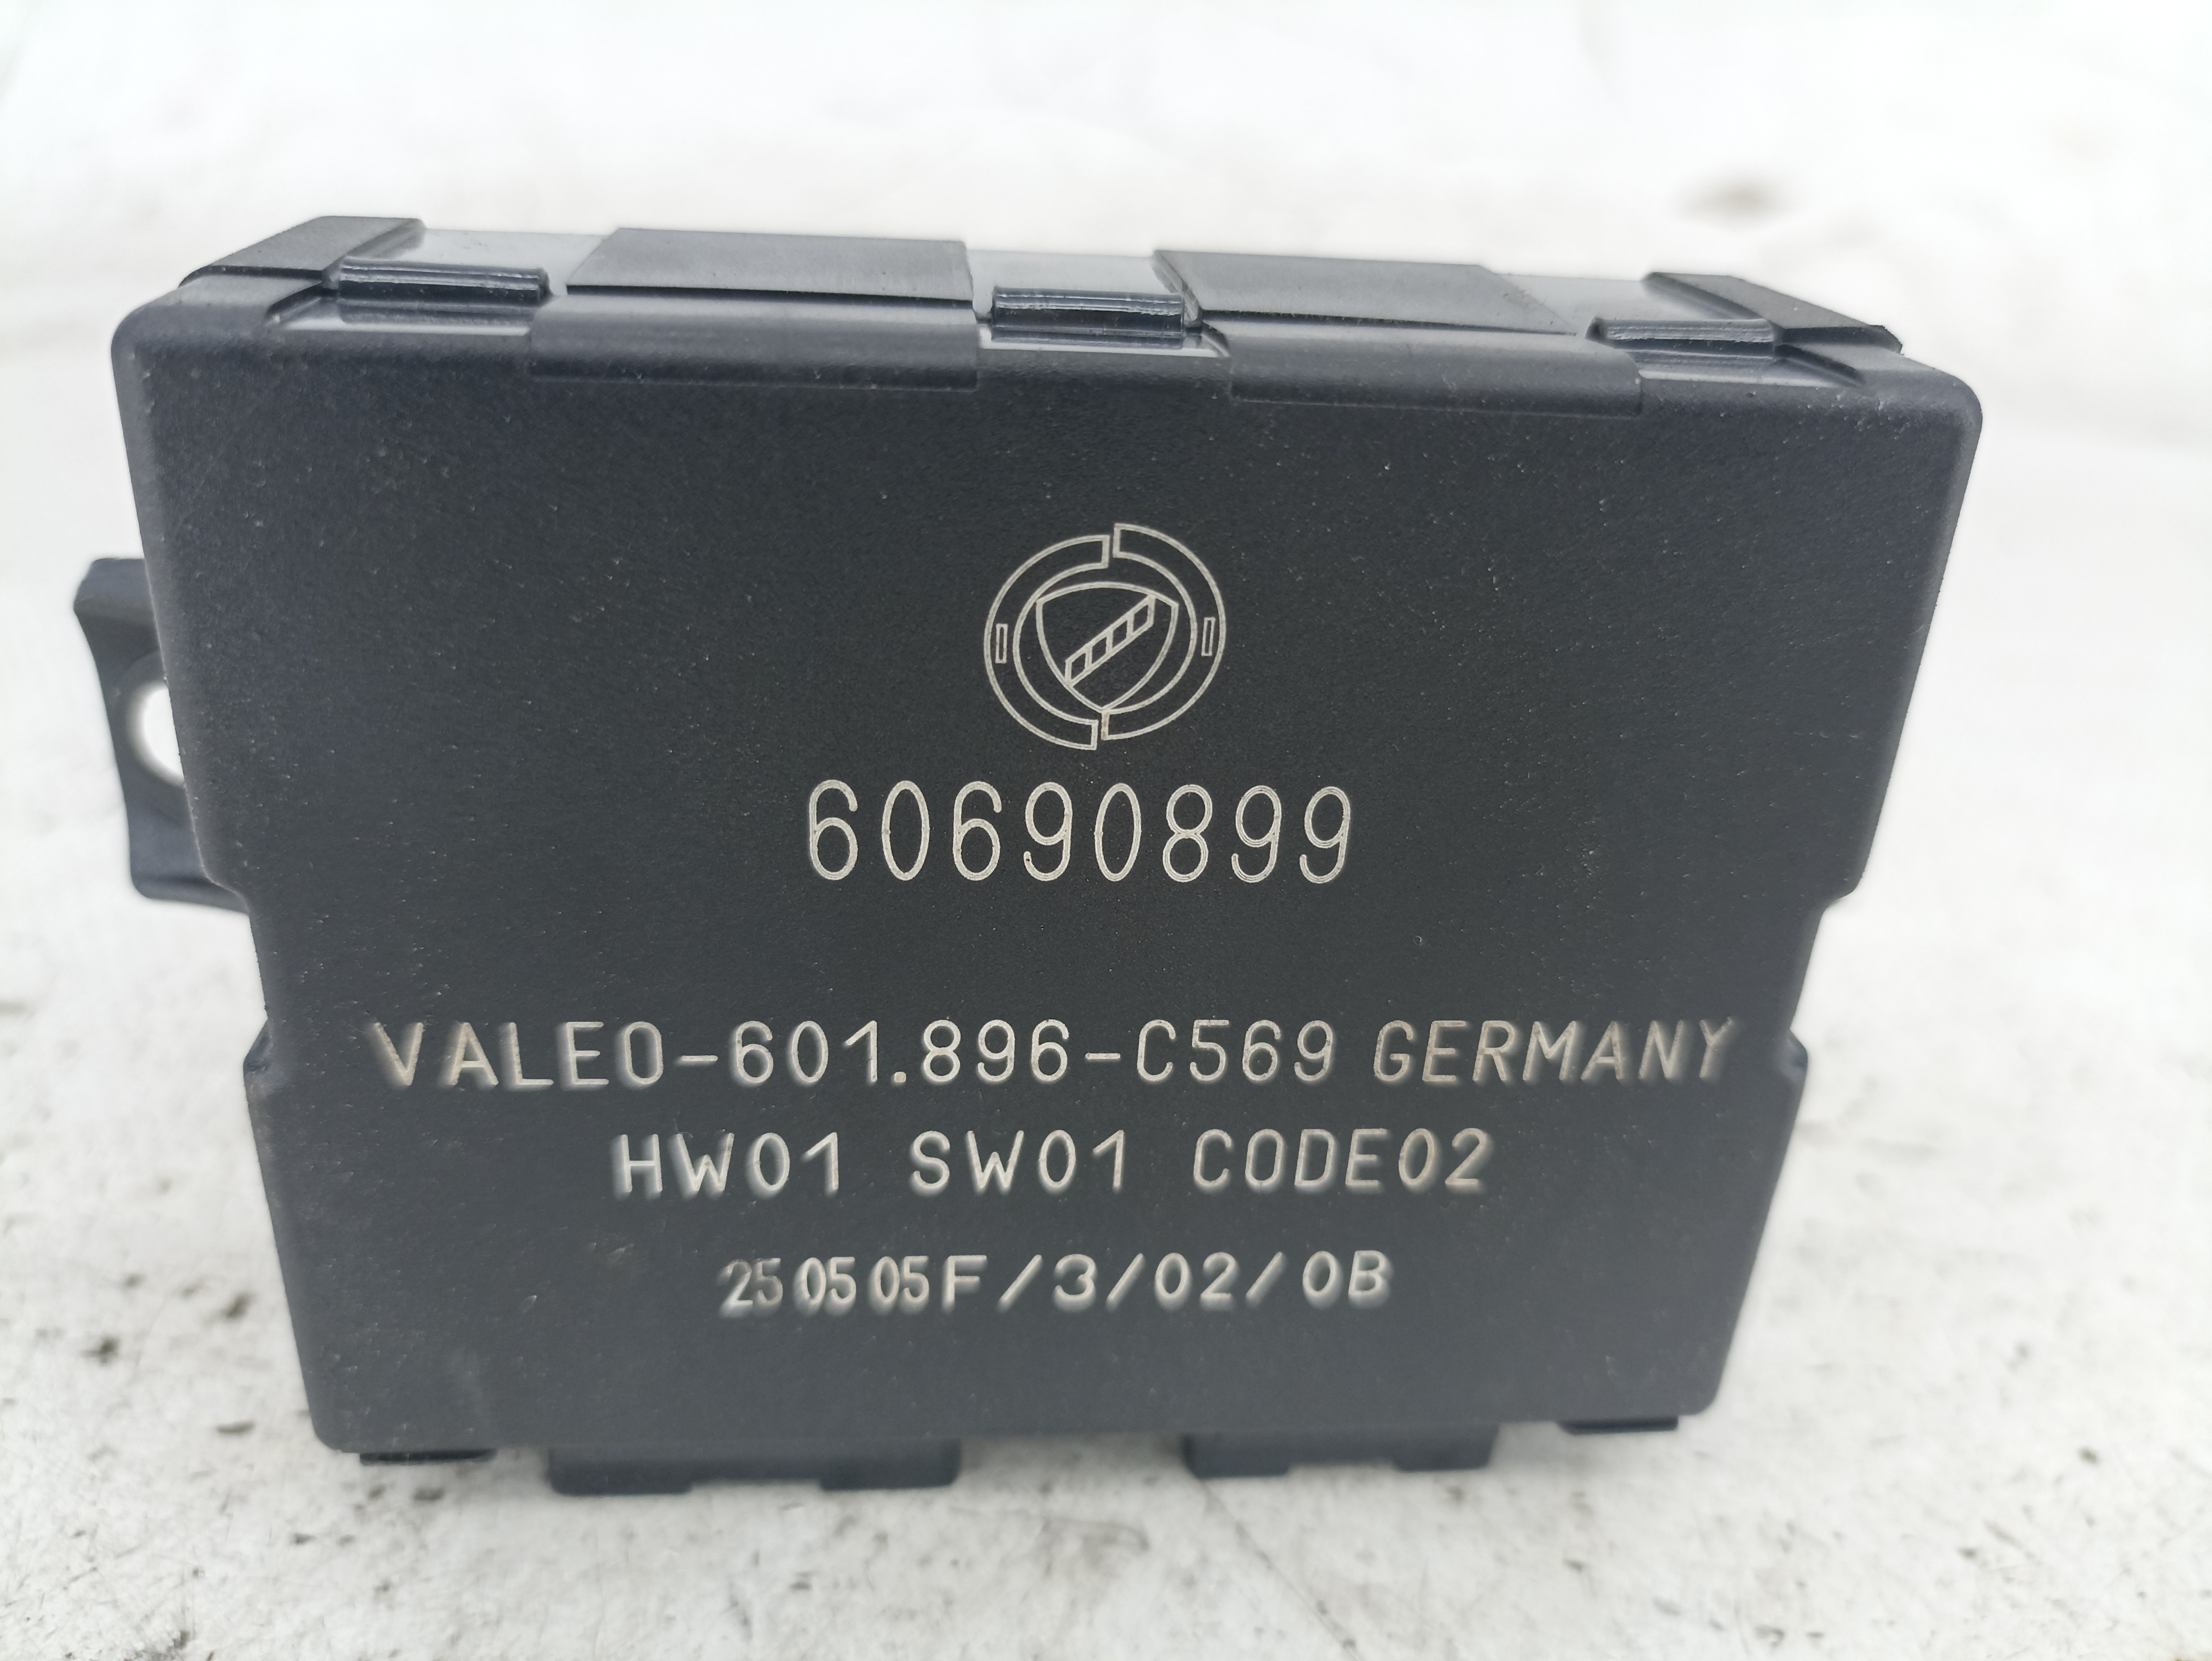 60690899
VALEO-601.896-C569 GERMANY
HW01 SW01 CODE02
250505F/3/02/0B